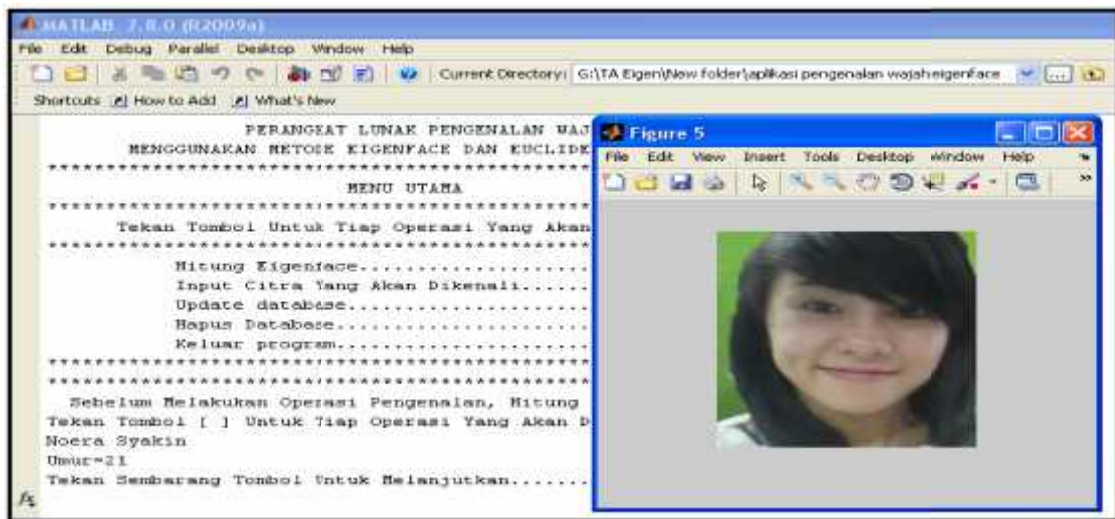 MATLAB 7.8.0 (R2009a)
File Edit Debug Parallel Desktop Window Help
Current Directory: G:\TA Eigen\New folder\aplikasi pengenalan wajah eigenface
Shortcuts How to Add What's New
PERANGKAT LUNAK PENGENALAN WAJ
MENGGUNAKAN METODE EIGENFACE DAN EUCLIDE
****************************************************
MENU UTAMA
****************************************************
Tekan Tombol Untuk Tiap Operasi Yang Akan
****************************************************
Hitung Eigenface....................
Input Citra Yang Akan Dikenali......
Update database.....................
Hapus Database......................
Keluar program......................
****************************************************
****************************************************
Sebelum Melakukan Operasi Pengenalan, Hitung
Tekan Tombol [ ] Untuk Tiap Operasi Yang Akan D
Noera Syakin
Umur=21
Tekan Sembarang Tombol Untuk Melanjutkan.......
fx
Figure 5
File Edit View Insert Tools Desktop Window Help